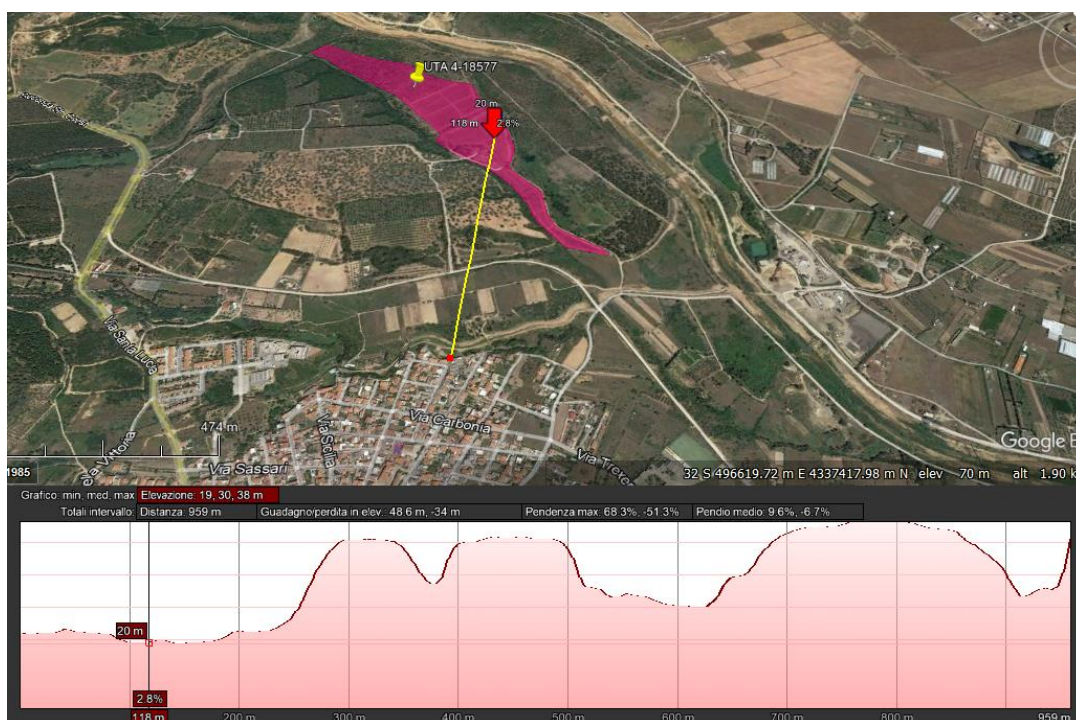 UTA 4-18577
20 m
118 m 2.8%
Via Santa Lucia
474 m
Via Vittoria
Via Scina
Via Carbonia
Via Sassari
Google E
1985
32 S 496619.72 m E 4337417.98 m N elev 70 m alt 1.90 k
Grafico: min, med, max Elevazione: 19, 30, 38 m
Totali intervallo: Distanza: 959 m Guadagno/perdita in elev.: 48.6 m, -34 m Pendenza max: 68.3%, -51.3% Pendio medio: 9.6%, -6.7%
20 m
2.8%
118 m 200 m 300 m 400 m 500 m 600 m 700 m 800 m 959 m